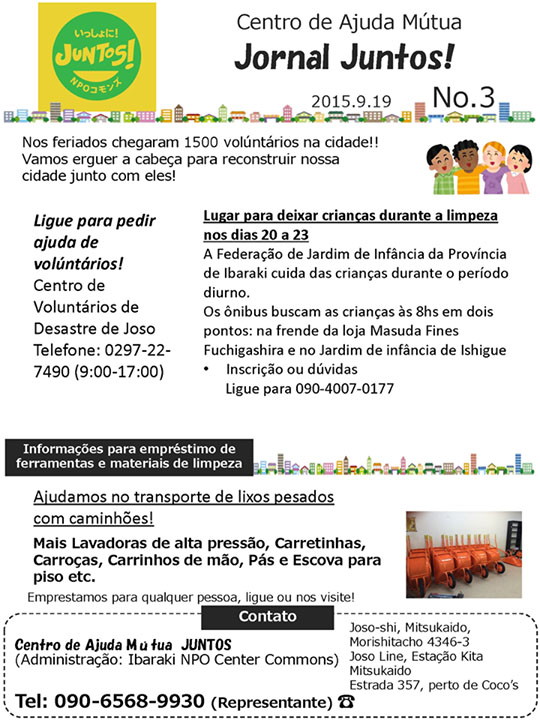 いっしょに!
JUNTOS!
NPOコモンズ
Centro de Ajuda Mútua
Jornal Juntos!
2015.9.19 No.3
Nos feriados chegaram 1500 voluntários na cidade!!
Vamos erguer a cabeça para reconstruir nossa
cidade junto com eles!
Ligue para pedir
ajuda de
volúntários!
Centro de
Voluntários de
Desastre de Joso
Telefone: 0297-22-
7490 (9:00-17:00)
Lugar para deixar crianças durante a limpeza
nos dias 20 a 23
A Federação de Jardim de Infância da Província
de Ibaraki cuida das crianças durante o período
diurno.
Os ônibus buscam as crianças às 8hs em dois
pontos: na frende da loja Masuda Fines
Fuchigashira e no Jardim de infância de Ishigue
• Inscrição ou dúvidas
Ligue para 090-4007-0177
Informações para empréstimo de
ferramentas e materiais de limpeza
Ajudamos no transporte de lixos pesados
com caminhões!
Mais Lavadoras de alta pressão, Carretinhas,
Carroças, Carrinhos de mão, Pás e Escova para
piso etc.
Emprestamos para qualquer pessoa, ligue ou nos visite!
Contato
Centro de Ajuda Mútua JUNTOS
(Administração: Ibaraki NPO Center Commons)
Tel: 090-6568-9930 (Representante) ☎
Joso-shi, Mitsukaido,
Morishitacho 4346-3
Joso Line, Estação Kita
Mitsukaido
Estrada 357, perto de Coco's